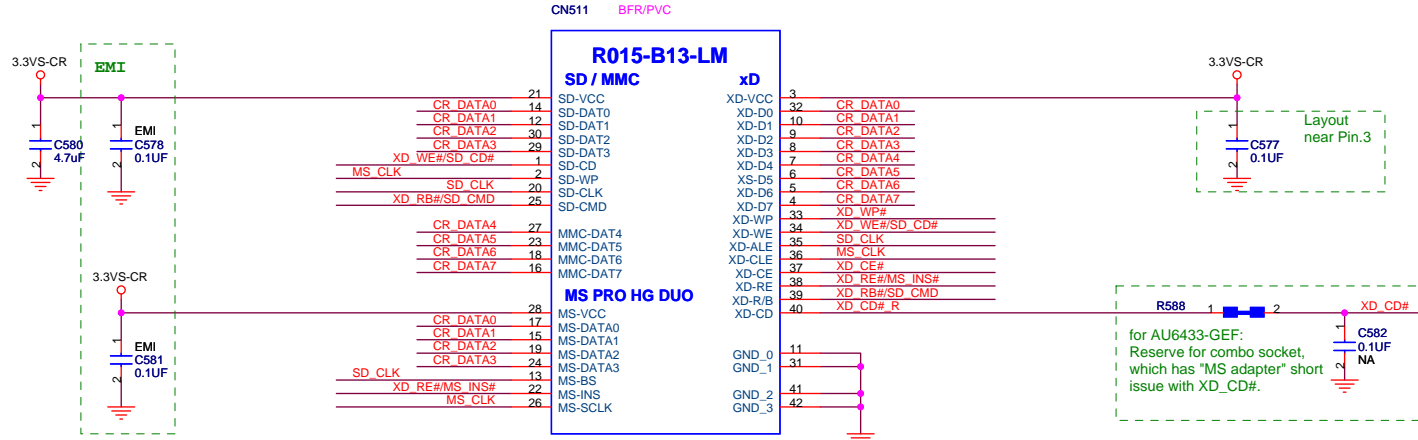 CN511 BFR/PVC
R015-B13-LM
SD / MMC xD
3.3VS-CR
EMI
1
C580
4.7uF
2
1
EMI
C578
0.1UF
2
21 SD-VCC
CR_DATA0 14 SD-DAT0
CR_DATA1 12 SD-DAT1
CR_DATA2 30 SD-DAT2
CR_DATA3 29 SD-DAT3
XD_WE#/SD_CD# 1 SD-CD
MS_CLK 2 SD-WP
SD_CLK 20 SD-CLK
XD_RB#/SD_CMD 25 SD-CMD
CR_DATA4 27 MMC-DAT4
CR_DATA5 23 MMC-DAT5
CR_DATA6 18 MMC-DAT6
CR_DATA7 16 MMC-DAT7
MS PRO HG DUO
3.3VS-CR
1
EMI
C581
0.1UF
2
28 MS-VCC
CR_DATA0 17 MS-DATA0
CR_DATA1 15 MS-DATA1
CR_DATA2 19 MS-DATA2
CR_DATA3 24 MS-DATA3
SD_CLK 13 MS-BS
XD_RE#/MS_INS# 22 MS-INS
MS_CLK 26 MS-SCLK
XD-VCC 3
XD-D0 32 CR_DATA0
XD-D1 10 CR_DATA1
XD-D2 9 CR_DATA2
XD-D3 8 CR_DATA3
XD-D4 7 CR_DATA4
XS-D5 6 CR_DATA5
XD-D6 5 CR_DATA6
XD-D7 4 CR_DATA7
XD-WP 33 XD_WP#
XD-WE 34 XD_WE#/SD_CD#
XD-ALE 35 SD_CLK
XD-CLE 36 MS_CLK
XD-CE 37 XD_CE#
XD-RE 38 XD_RE#/MS_INS#
XD-R/B 39 XD_RB#/SD_CMD
XD-CD 40 XD_CD#_R
GND_0 11
GND_1 31
GND_2 41
GND_3 42
3.3VS-CR
1
C577
0.1UF
2
Layout
near Pin.3
R588 1 2 XD_CD#
1
C582
0.1UF
NA
2
for AU6433-GEF:
Reserve for combo socket,
which has "MS adapter" short
issue with XD_CD#.